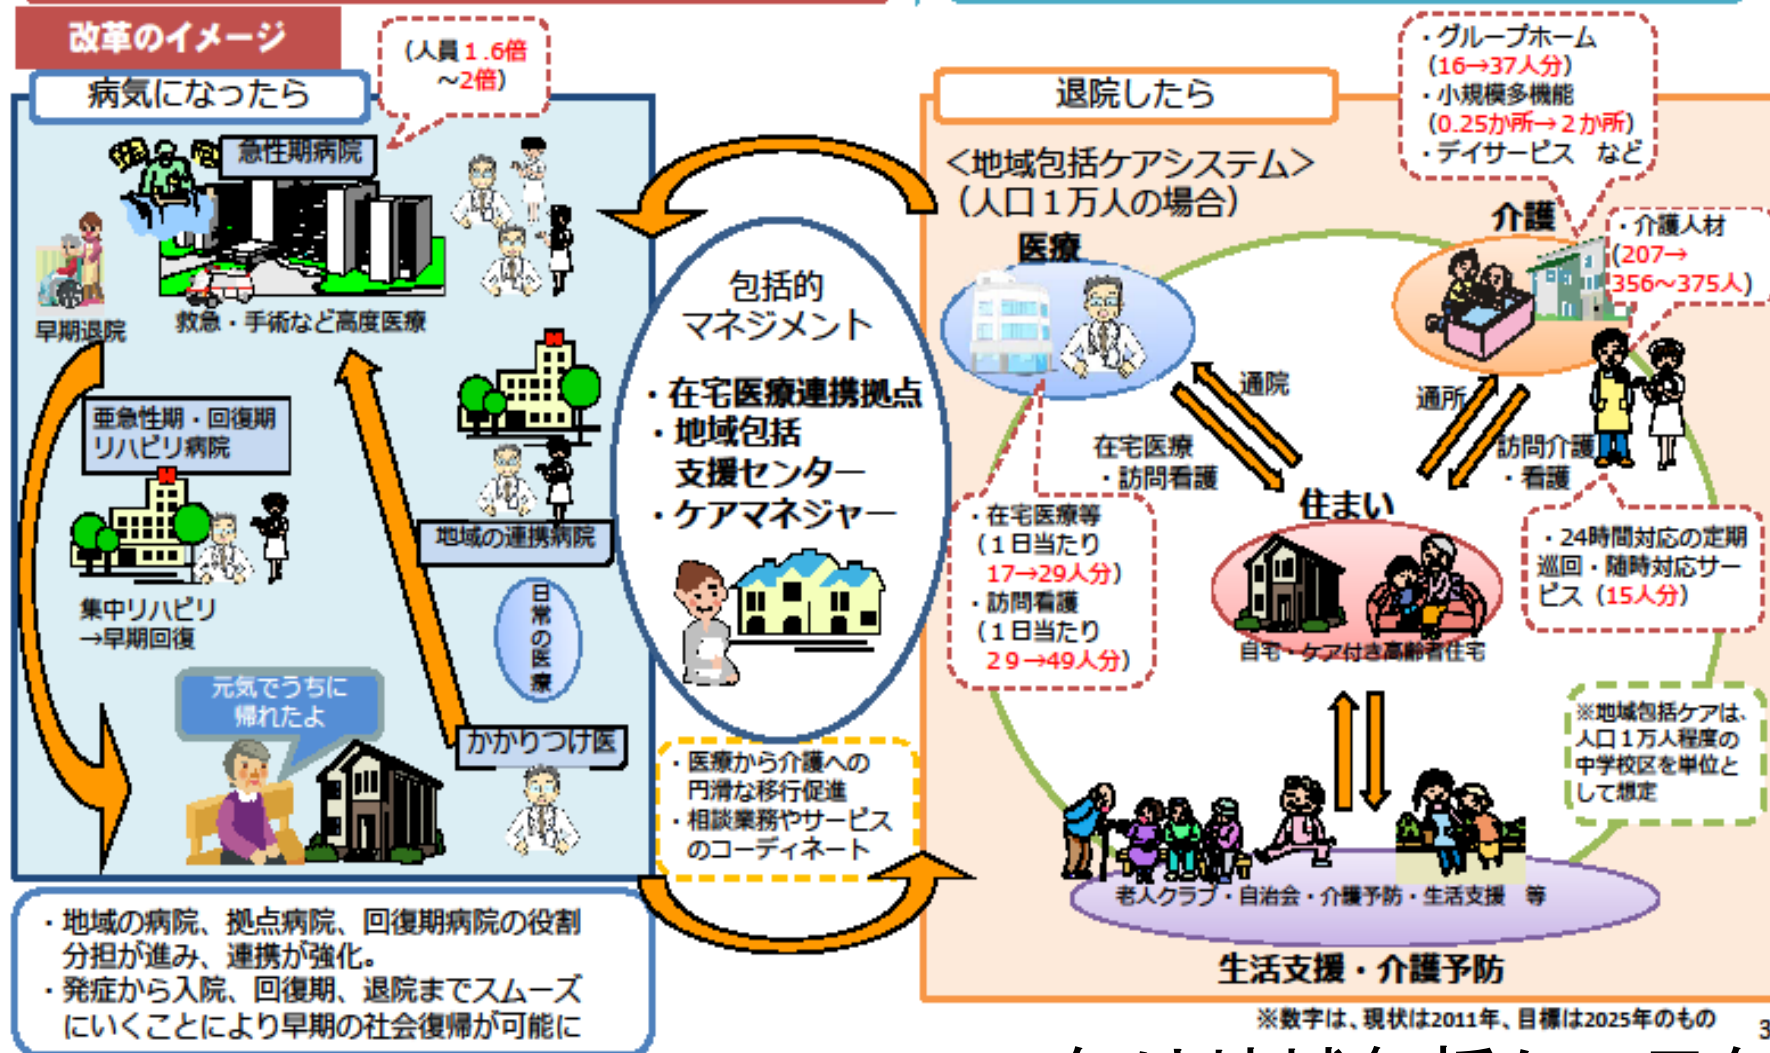 改革のイメージ
(人員1.6倍
～2倍)
病気になったら
急性期病院
早期退院
救急・手術など高度医療
亜急性期・回復期
リハビリ病院
集中リハビリ
→早期回復
地域の連携病院
日常の医療
元気でうちに
帰れたよ
かかりつけ医
・地域の病院、拠点病院、回復期病院の役割
分担が進み、連携が強化。
・発症から入院、回復期、退院までスムーズ
にいくことにより早期の社会復帰が可能に
包括的
マネジメント
・在宅医療連携拠点
・地域包括
支援センター
・ケアマネジャー
・医療から介護への
円滑な移行促進
・相談業務やサービス
のコーディネート
退院したら
<地域包括ケアシステム>
(人口1万人の場合)
・グループホーム
(16→37人分)
・小規模多機能
(0.25か所→2か所)
・デイサービス など
医療
介護
・介護人材
(207→
356～375人)
通院
在宅医療
・訪問看護
通所
訪問介護
・看護
・在宅医療等
(1日当たり
17→29人分)
・訪問看護
(1日当たり
29→49人分)
住まい
自宅・ケア付き高齢者住宅
・24時間対応の定期
巡回・随時対応サー
ビス(15人分)
※地域包括ケアは、
人口1万人程度の
中学校区を単位と
して想定
老人クラブ・自治会・介護予防・生活支援 等
生活支援・介護予防
※数字は、現状は2011年、目標は2025年のもの
3